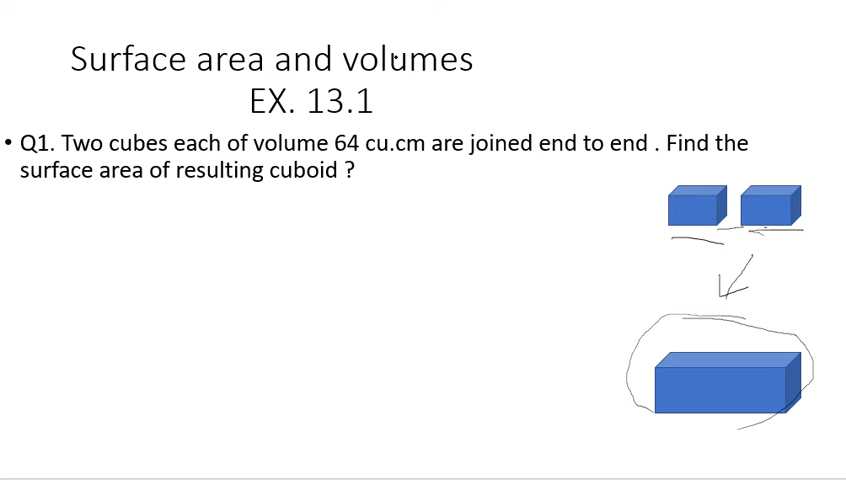 Surface area and volumes
EX. 13.1
• Q1. Two cubes each of volume 64 cu.cm are joined end to end . Find the
surface area of resulting cuboid ?